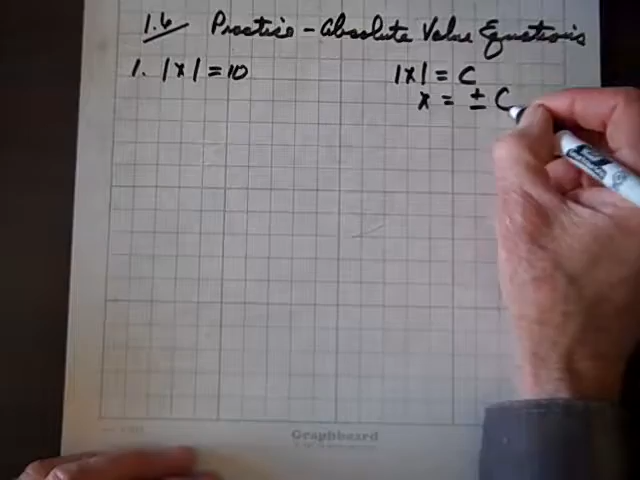 1.6 Practice - Absolute Value Equations
1. |x| = 10
|x| = C
x = ± C
Graphboard